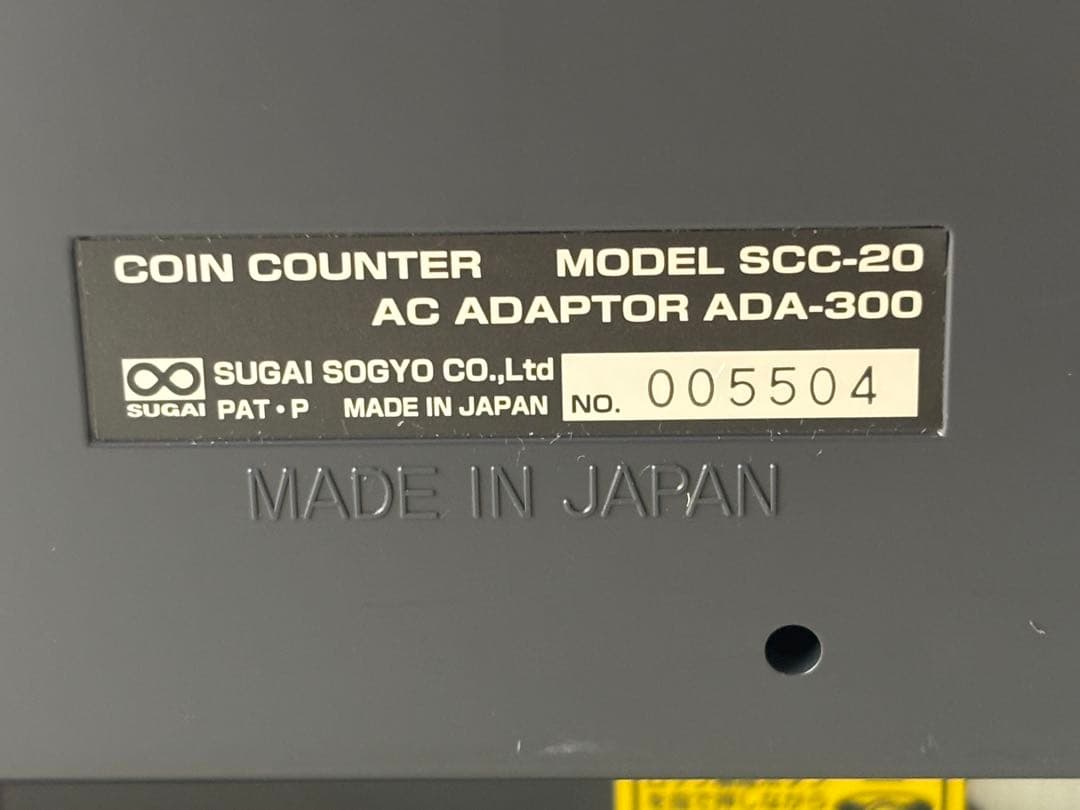 COIN COUNTER MODEL SCC-20
AC ADAPTOR ADA-300
SUGAI SOGYO CO.,Ltd
SUGAI PAT・P MADE IN JAPAN NO. 005504
MADE IN JAPAN